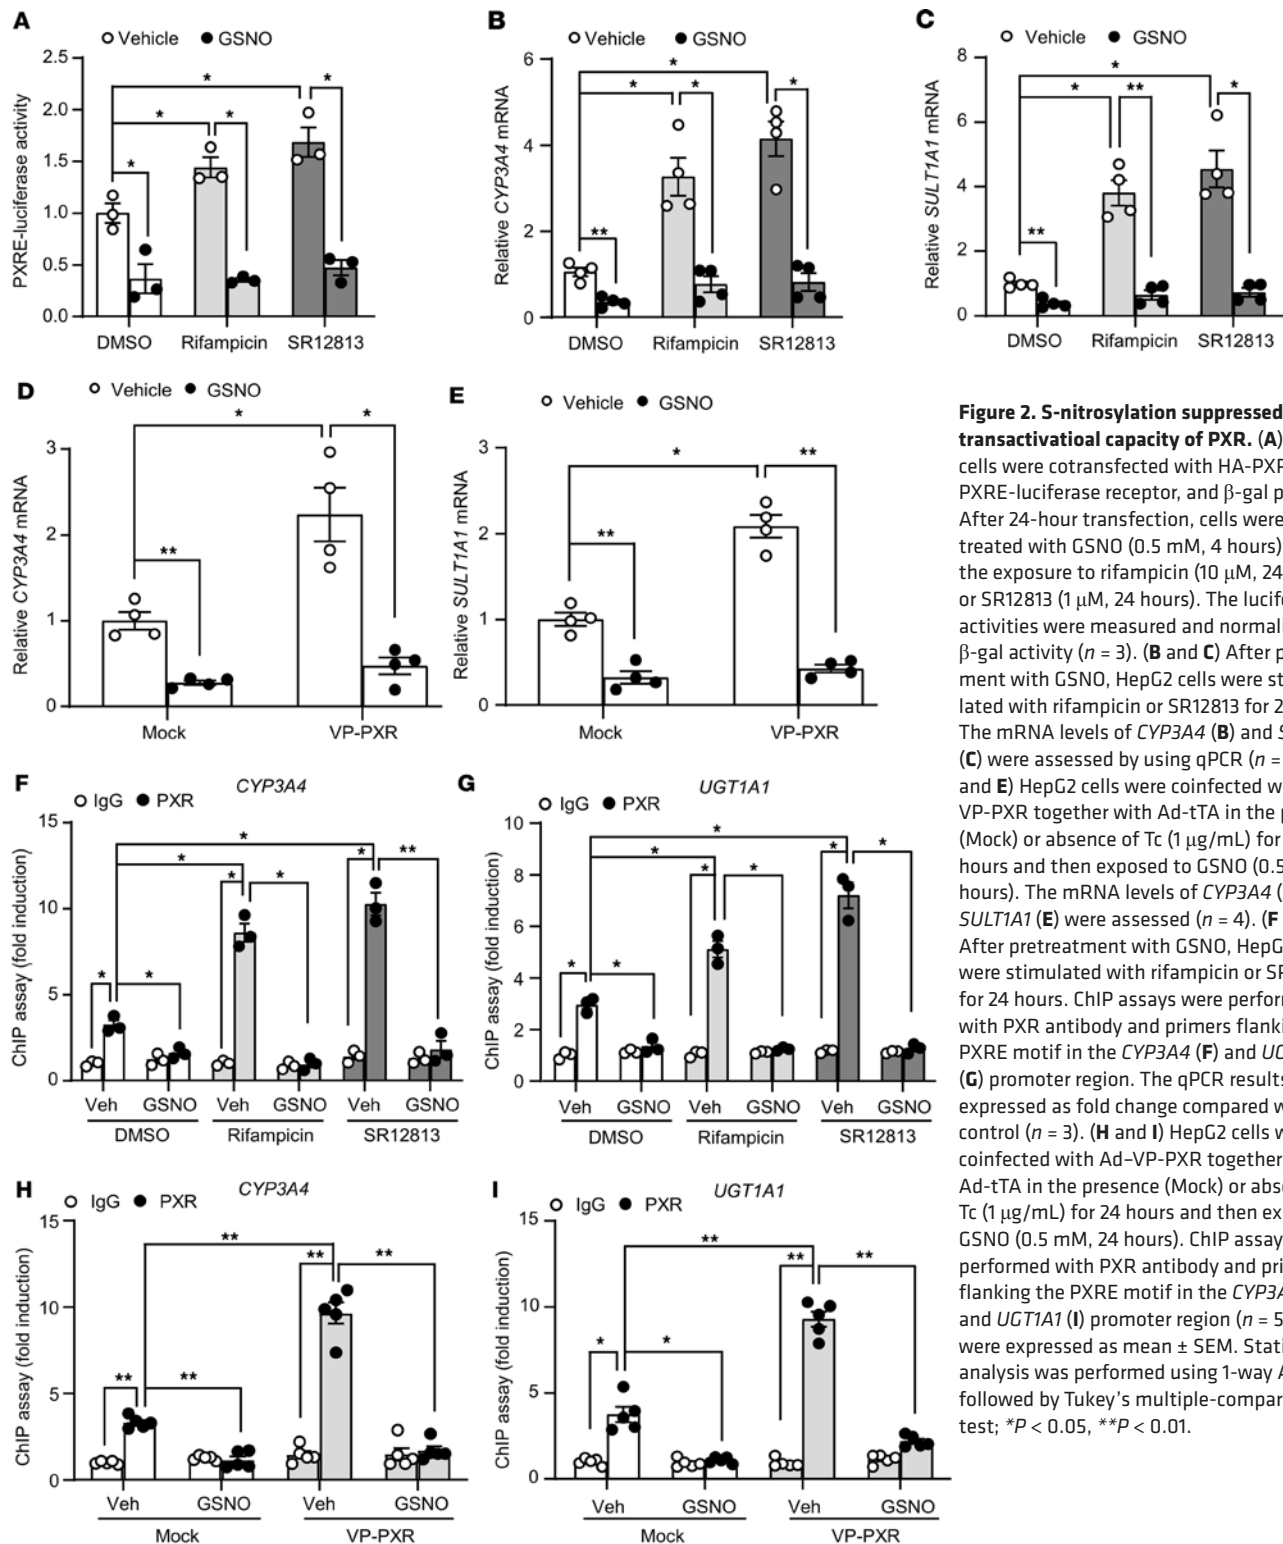 A
Vehicle GSNO
PXRE-luciferase activity
2.5
2.0
1.5
1.0
0.5
0.0
* * * * *
DMSO Rifampicin SR12813
B
Vehicle GSNO
Relative CYP3A4 mRNA
6
4
2
0
* * * * **
DMSO Rifampicin SR12813
C
Vehicle GSNO
Relative SULT1A1 mRNA
8
6
4
2
0
* * ** * **
DMSO Rifampicin SR12813
D
Vehicle GSNO
Relative CYP3A4 mRNA
3
2
1
0
* * **
Mock VP-PXR
E
Vehicle GSNO
Relative SULT1A1 mRNA
3
2
1
0
* ** **
Mock VP-PXR
F
CYP3A4
IgG PXR
ChIP assay (fold induction)
15
10
5
0
* * * ** * * * *
Veh GSNO Veh GSNO Veh GSNO
DMSO Rifampicin SR12813
G
UGT1A1
IgG PXR
ChIP assay (fold induction)
10
8
6
4
2
0
* * * * * * * *
Veh GSNO Veh GSNO Veh GSNO
DMSO Rifampicin SR12813
H
CYP3A4
IgG PXR
ChIP assay (fold induction)
15
10
5
0
** ** ** ** **
Veh GSNO Veh GSNO
Mock VP-PXR
I
UGT1A1
IgG PXR
ChIP assay (fold induction)
15
10
5
0
** ** ** * *
Veh GSNO Veh GSNO
Mock VP-PXR
Figure 2. S-nitrosylation suppressed
transactivatioal capacity of PXR. (A)
cells were cotransfected with HA-PXR
PXRE-luciferase receptor, and β-gal p
After 24-hour transfection, cells were
treated with GSNO (0.5 mM, 4 hours)
the exposure to rifampicin (10 μM, 24
or SR12813 (1 μM, 24 hours). The lucife
activities were measured and normali
β-gal activity (n = 3). (B and C) After p
ment with GSNO, HepG2 cells were st
lated with rifampicin or SR12813 for 2
The mRNA levels of CYP3A4 (B) and S
(C) were assessed by using qPCR (n =
and E) HepG2 cells were coinfected w
VP-PXR together with Ad-tTA in the p
(Mock) or absence of Tc (1 μg/mL) for
hours and then exposed to GSNO (0.5
hours). The mRNA levels of CYP3A4 (
SULT1A1 (E) were assessed (n = 4). (F
After pretreatment with GSNO, HepG
were stimulated with rifampicin or SR
for 24 hours. ChIP assays were perfor
with PXR antibody and primers flanki
PXRE motif in the CYP3A4 (F) and UG
(G) promoter region. The qPCR results
expressed as fold change compared w
control (n = 3). (H and I) HepG2 cells w
coinfected with Ad–VP-PXR together
Ad-tTA in the presence (Mock) or abse
Tc (1 μg/mL) for 24 hours and then ex
GSNO (0.5 mM, 24 hours). ChIP assay
performed with PXR antibody and pri
flanking the PXRE motif in the CYP3A
and UGT1A1 (I) promoter region (n = 5
were expressed as mean ± SEM. Stati
analysis was performed using 1-way A
followed by Tukey's multiple-compar
test; *P < 0.05, **P < 0.01.